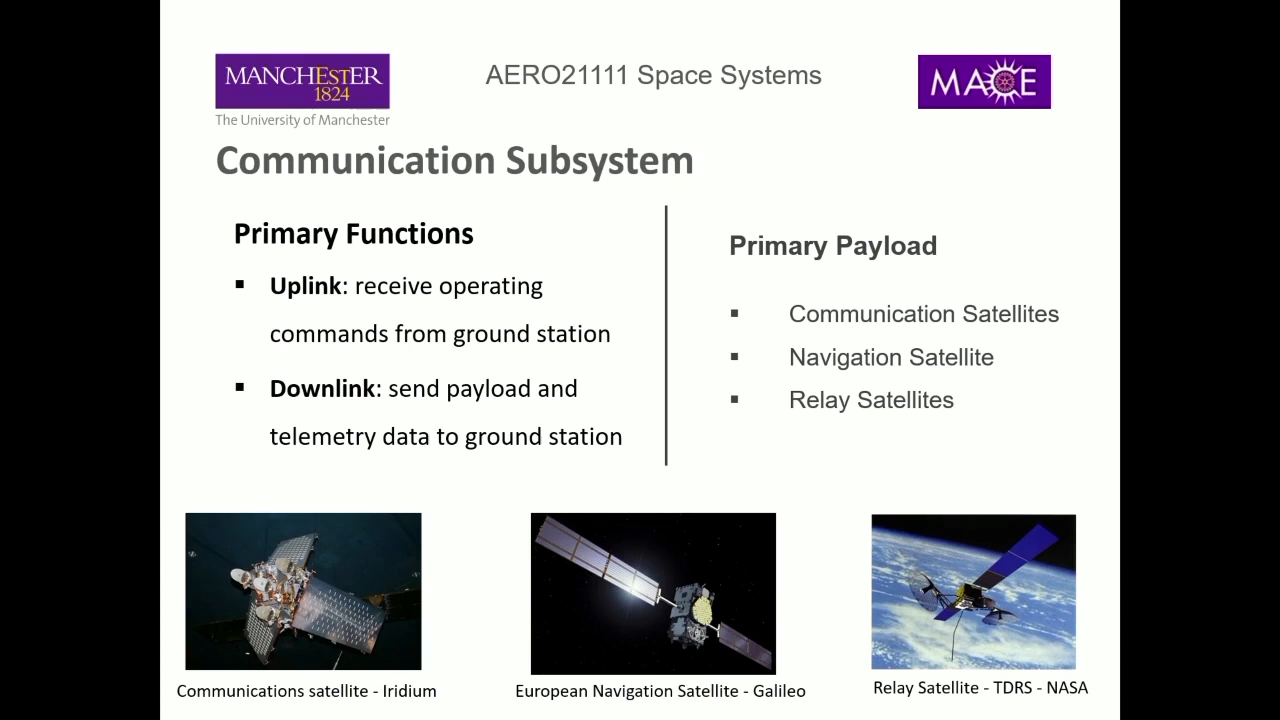 MANCHESTER
1824
The University of Manchester
AERO21111 Space Systems
MACE
Communication Subsystem
Primary Functions
▪ Uplink: receive operating
commands from ground station
▪ Downlink: send payload and
telemetry data to ground station
Primary Payload
▪ Communication Satellites
▪ Navigation Satellite
▪ Relay Satellites
Communications satellite - Iridium
European Navigation Satellite - Galileo
Relay Satellite - TDRS - NASA